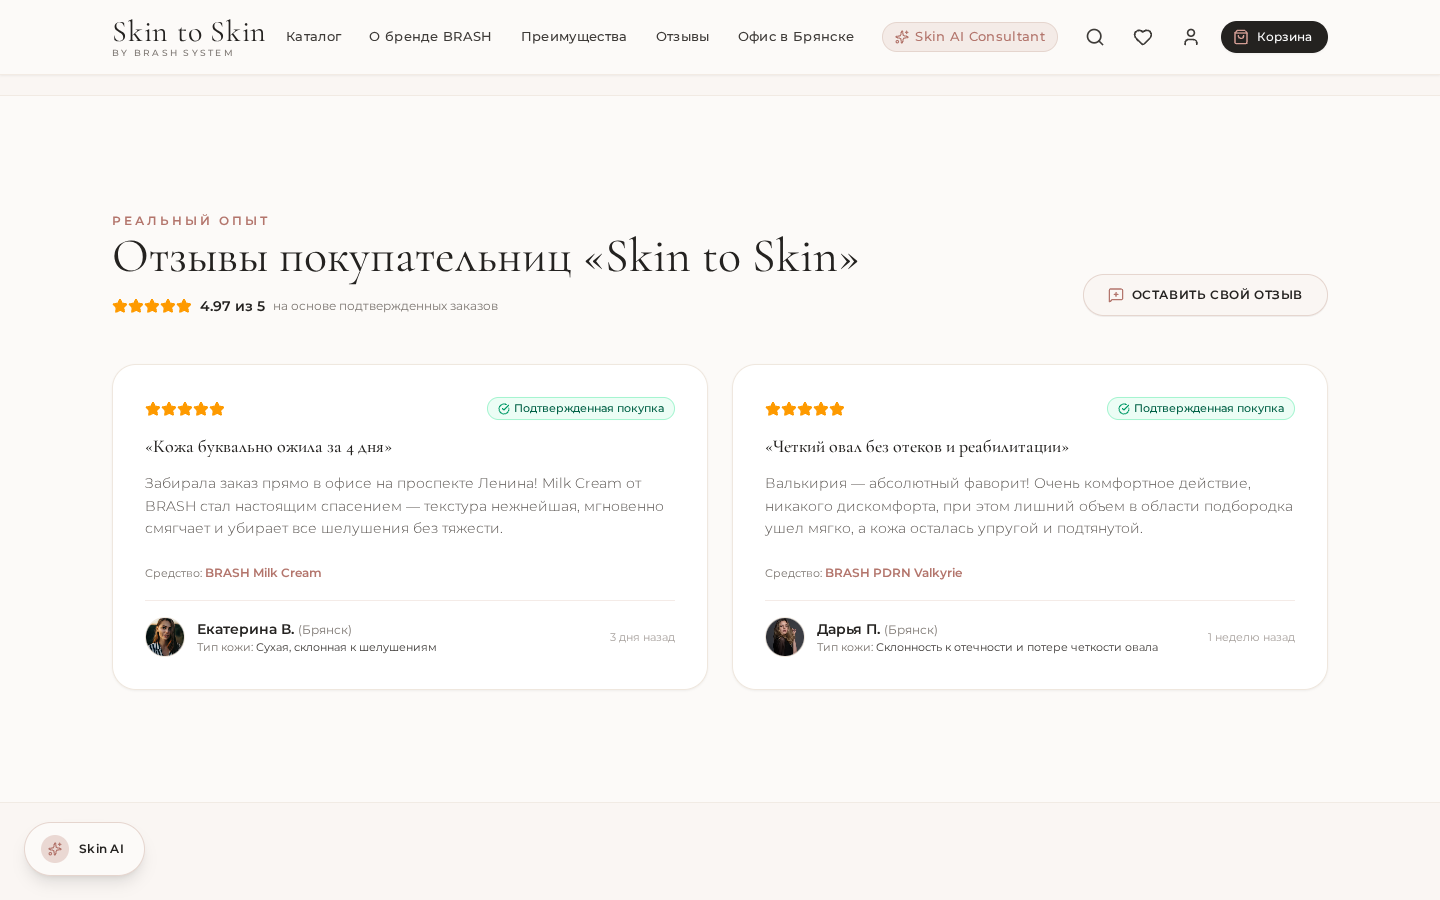 Skin to Skin
BY BRASH SYSTEM
Каталог
О бренде BRASH
Преимущества
Отзывы
Офис в Брянске
Skin AI Consultant
Корзина
РЕАЛЬНЫЙ ОПЫТ
Отзывы покупательниц «Skin to Skin»
4.97 из 5 на основе подтвержденных заказов
ОСТАВИТЬ СВОЙ ОТЗЫВ
Подтвержденная покупка
«Кожа буквально ожила за 4 дня»
Забирала заказ прямо в офисе на проспекте Ленина! Milk Cream от
BRASH стал настоящим спасением — текстура нежнейшая, мгновенно
смягчает и убирает все шелушения без тяжести.
Средство: BRASH Milk Cream
Екатерина В. (Брянск)
Тип кожи: Сухая, склонная к шелушениям
3 дня назад
Подтвержденная покупка
«Четкий овал без отеков и реабилитации»
Валькирия — абсолютный фаворит! Очень комфортное действие,
никакого дискомфорта, при этом лишний объем в области подбородка
ушел мягко, а кожа осталась упругой и подтянутой.
Средство: BRASH PDRN Valkyrie
Дарья П. (Брянск)
Тип кожи: Склонность к отечности и потере четкости овала
1 неделю назад
Skin AI